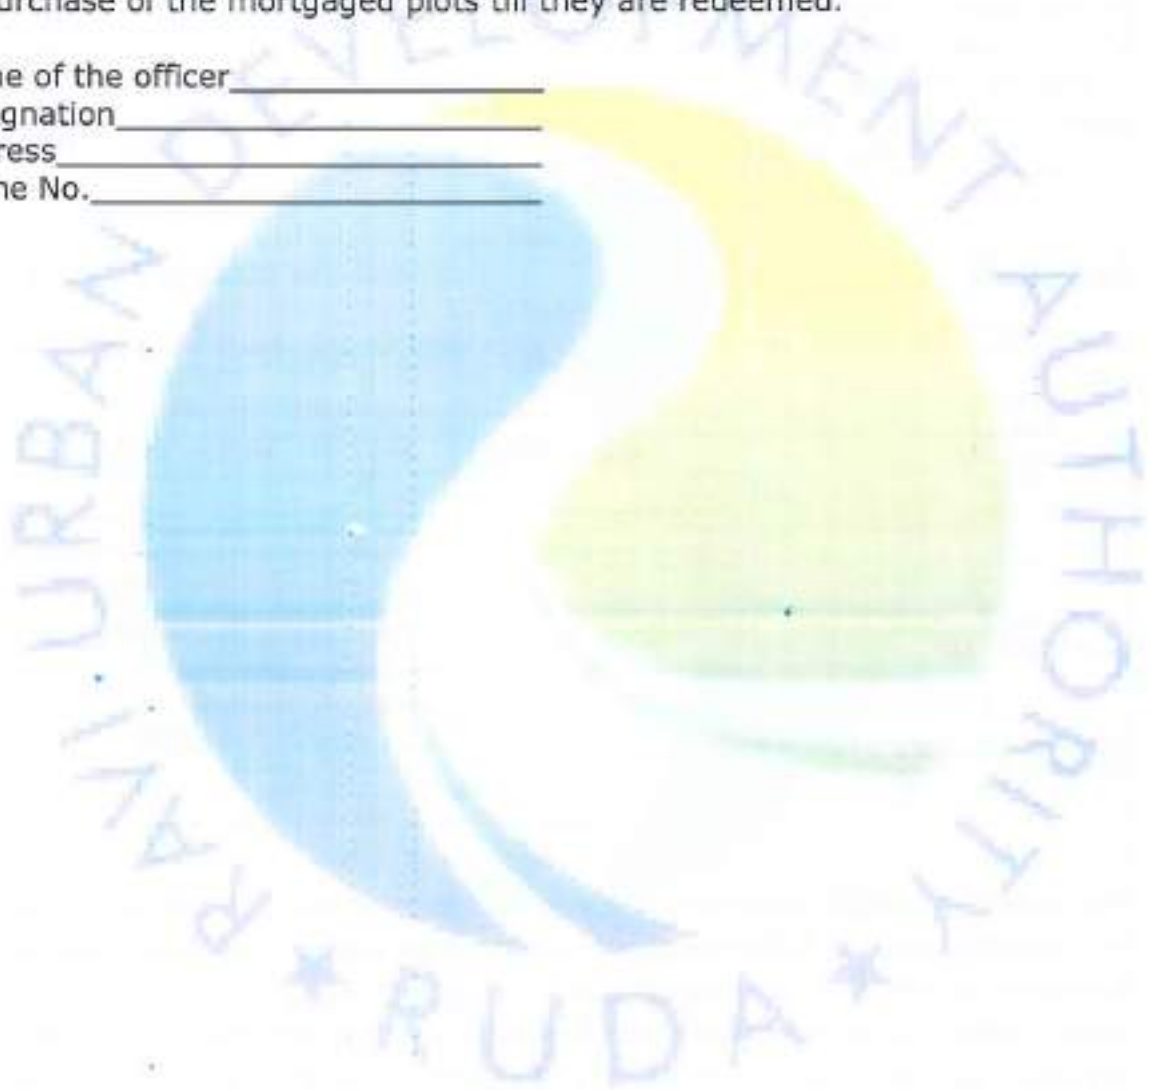 urchase of the mortgaged plots till they are redeemed.
e of the officer
gnation
ress
ne No.
RAVI URBAN DEVELOPMENT AUTHORITY
★ RUDA ★